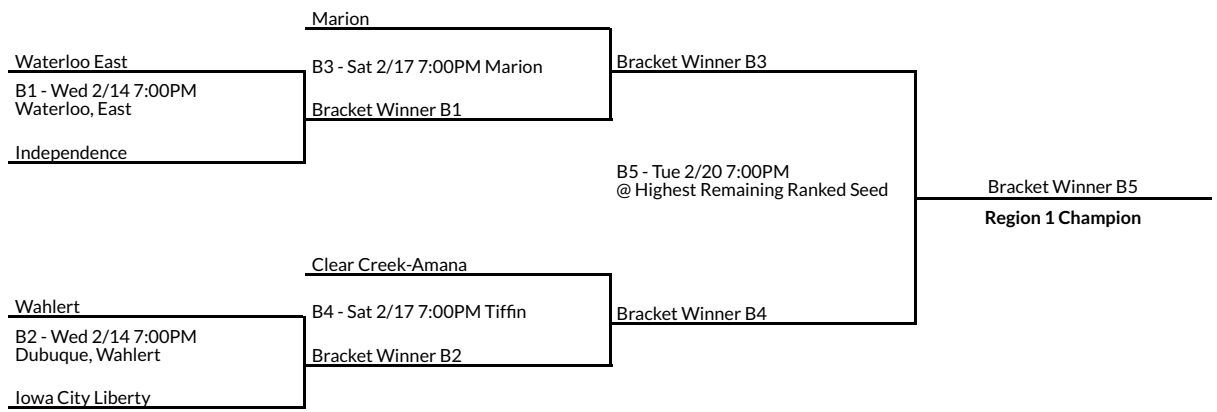 Marion
Waterloo East
B3 - Sat 2/17 7:00PM Marion
Bracket Winner B3
B1 - Wed 2/14 7:00PM
Waterloo, East
Bracket Winner B1
Independence
B5 - Tue 2/20 7:00PM
@ Highest Remaining Ranked Seed
Bracket Winner B5
Region 1 Champion
Clear Creek-Amana
Wahlert
B4 - Sat 2/17 7:00PM Tiffin
Bracket Winner B4
B2 - Wed 2/14 7:00PM
Dubuque, Wahlert
Bracket Winner B2
Iowa City Liberty